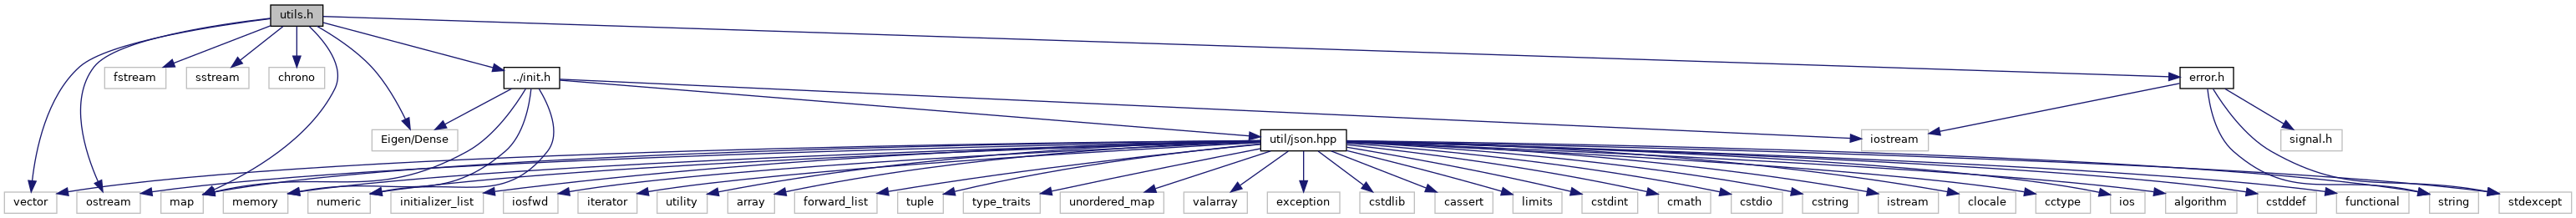 utils.h
fstream
sstream
chrono
../init.h
error.h
Eigen/Dense
util/json.hpp
iostream
signal.h
vector
ostream
map
memory
numeric
initializer_list
iosfwd
iterator
utility
array
forward_list
tuple
type_traits
unordered_map
valarray
exception
cstdlib
cassert
limits
cstdint
cmath
cstdio
cstring
istream
clocale
cctype
ios
algorithm
cstddef
functional
string
stdexcept